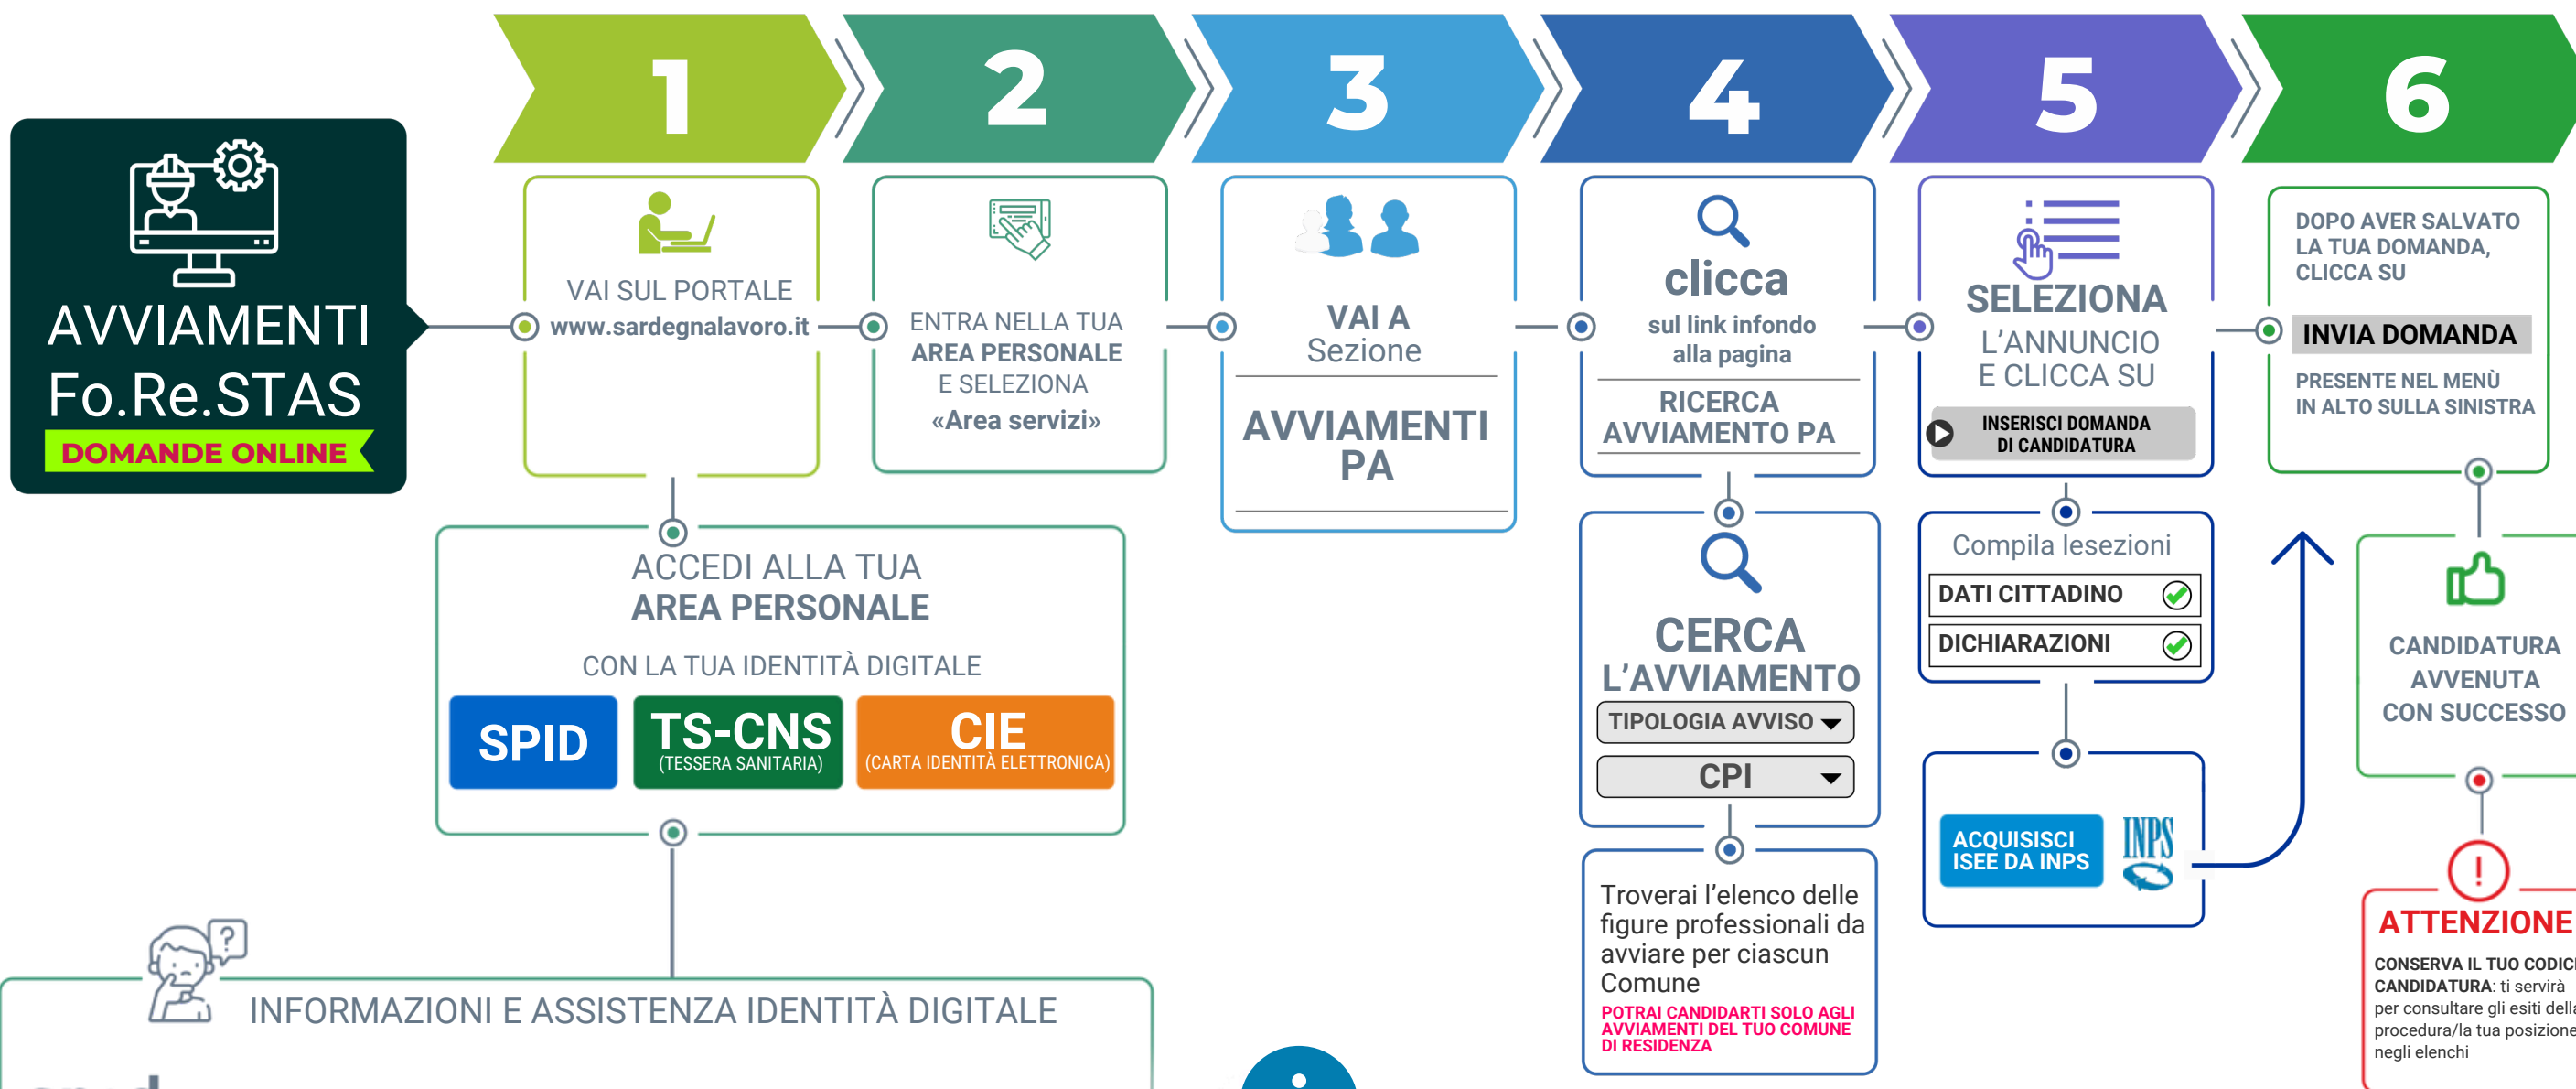 AVVIAMENTI
Fo.Re.STAS
DOMANDE ONLINE
1
VAI SUL PORTALE
www.sardegnalavoro.it
ACCEDI ALLA TUA
AREA PERSONALE
CON LA TUA IDENTITÀ DIGITALE
SPID
TS-CNS
(TESSERA SANITARIA)
CIE
(CARTA IDENTITÀ ELETTRONICA)
?
INFORMAZIONI E ASSISTENZA IDENTITÀ DIGITALE
2
ENTRA NELLA TUA
AREA PERSONALE
E SELEZIONA
«Area servizi»
3
VAI A
Sezione
AVVIAMENTI
PA
4
clicca
sul link infondo
alla pagina
RICERCA
AVVIAMENTO PA
CERCA
L’AVVIAMENTO
TIPOLOGIA AVVISO
CPI
Troverai l’elenco delle
figure professionali da
avviare per ciascun
Comune
POTRAI CANDIDARTI SOLO AGLI
AVVIAMENTI DEL TUO COMUNE
DI RESIDENZA
5
SELEZIONA
L’ANNUNCIO
E CLICCA SU
INSERISCI DOMANDA
DI CANDIDATURA
Compila lesezioni
DATI CITTADINO
DICHIARAZIONI
ACQUISISCI
ISEE DA INPS
INPS
6
DOPO AVER SALVATO
LA TUA DOMANDA,
CLICCA SU
INVIA DOMANDA
PRESENTE NEL MENÙ
IN ALTO SULLA SINISTRA
CANDIDATURA
AVVENUTA
CON SUCCESSO
!
ATTENZIONE
CONSERVA IL TUO CODICE
CANDIDATURA: ti servirà
per consultare gli esiti della
procedura/la tua posizione
negli elenchi